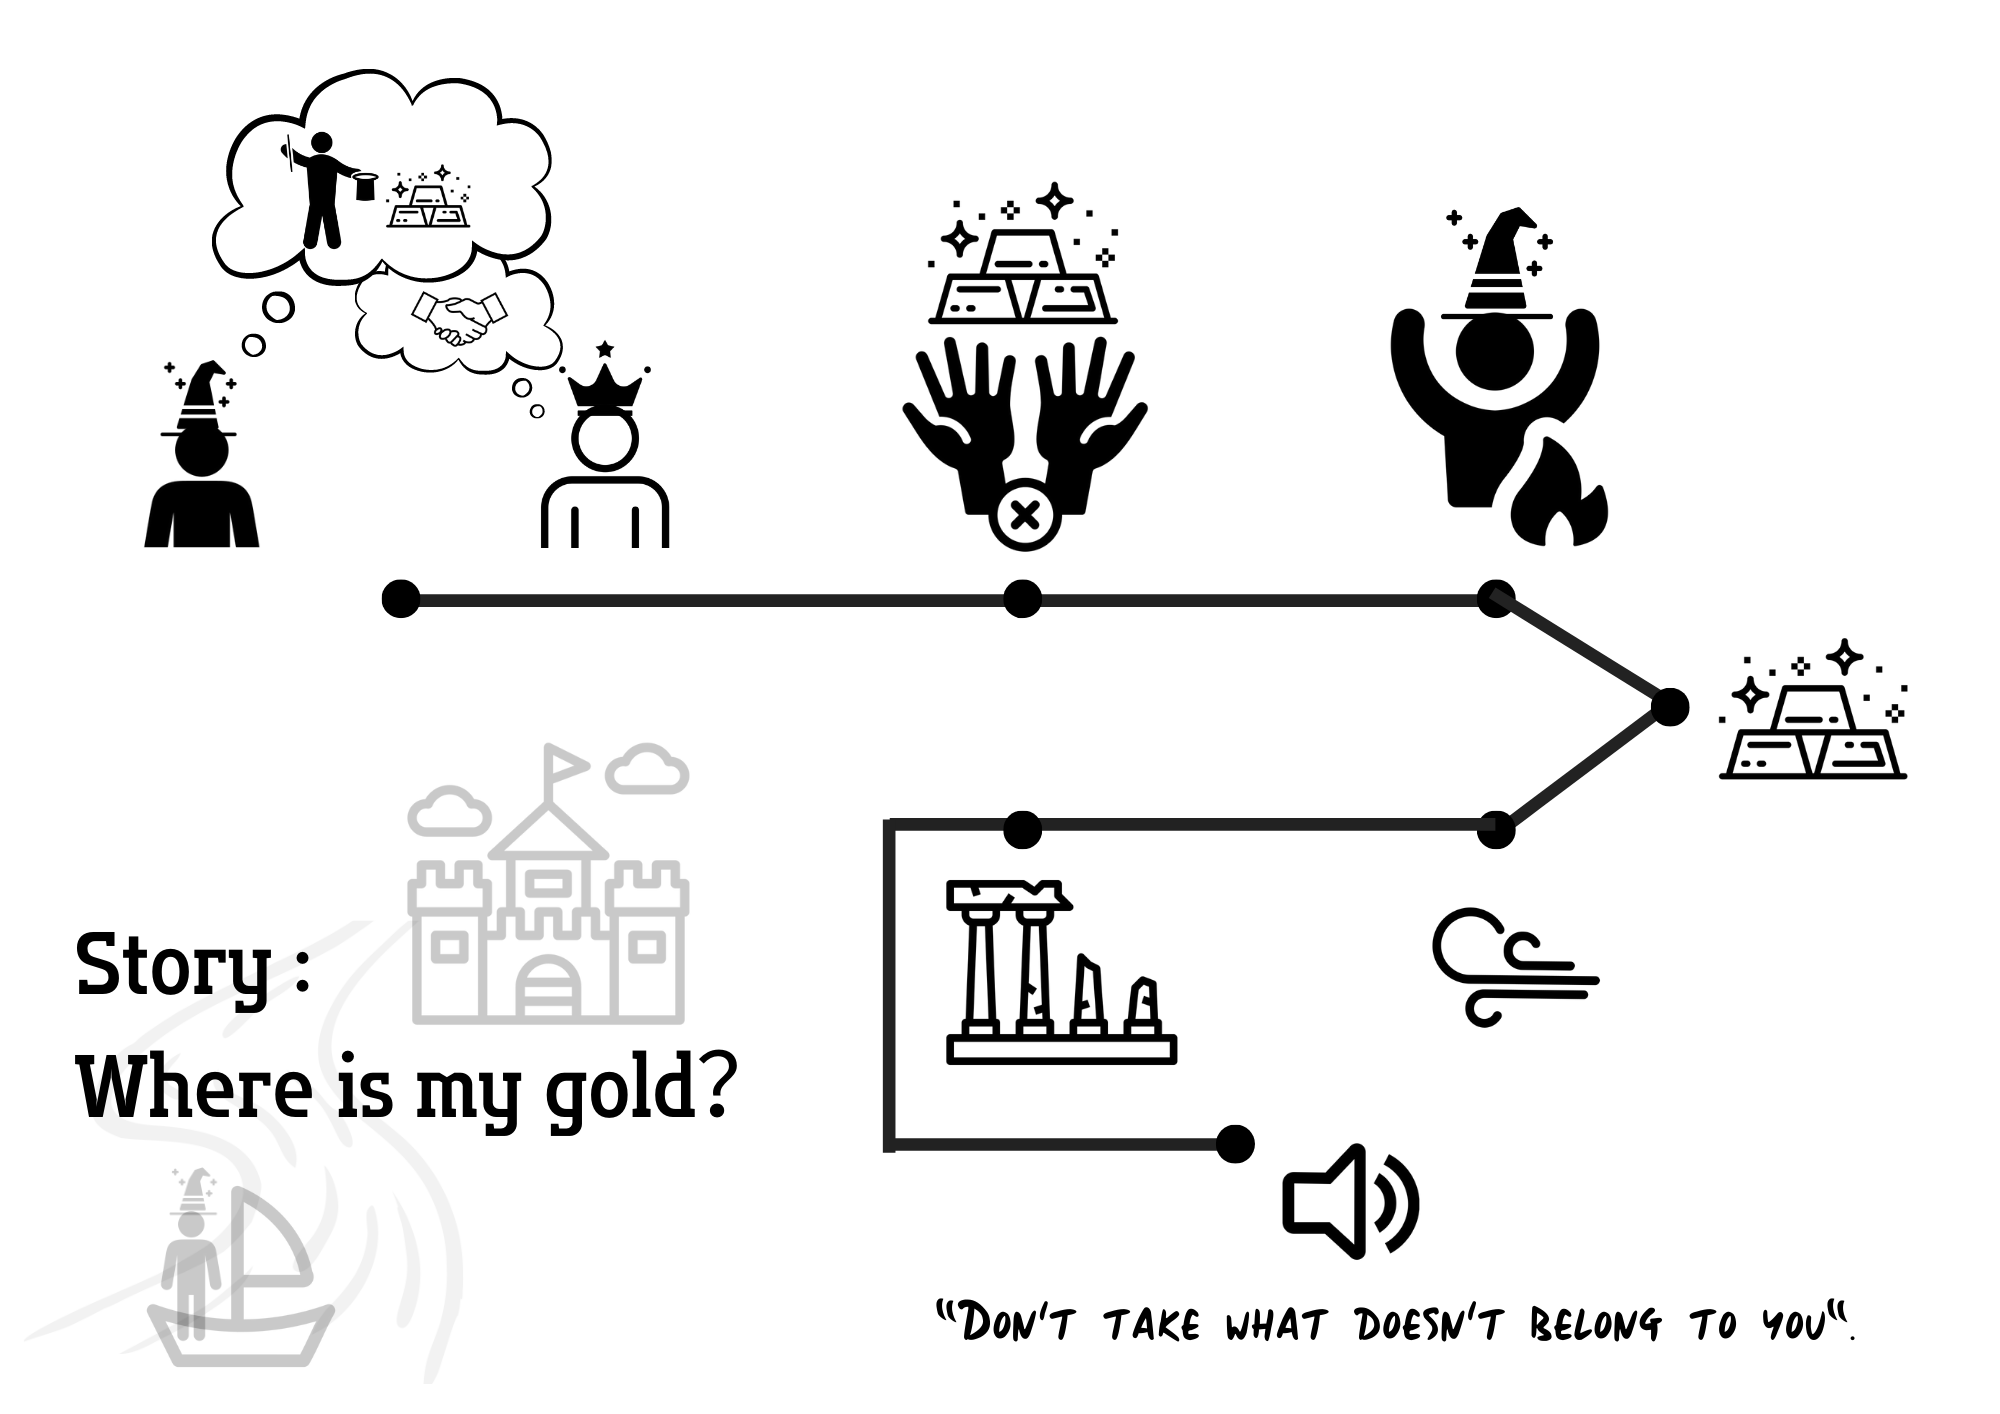 Story :
Where is my gold?
“Don't take what doesn't belong to you“.